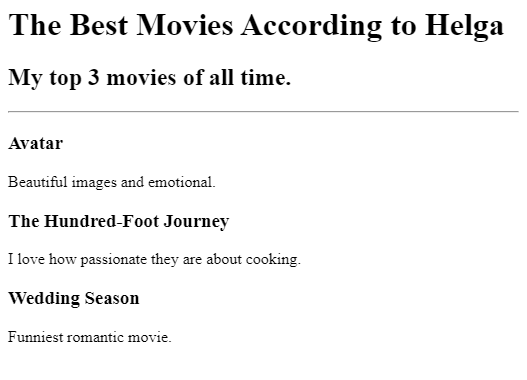 The Best Movies According to Helga
My top 3 movies of all time.
Avatar
Beautiful images and emotional.
The Hundred-Foot Journey
I love how passionate they are about cooking.
Wedding Season
Funniest romantic movie.